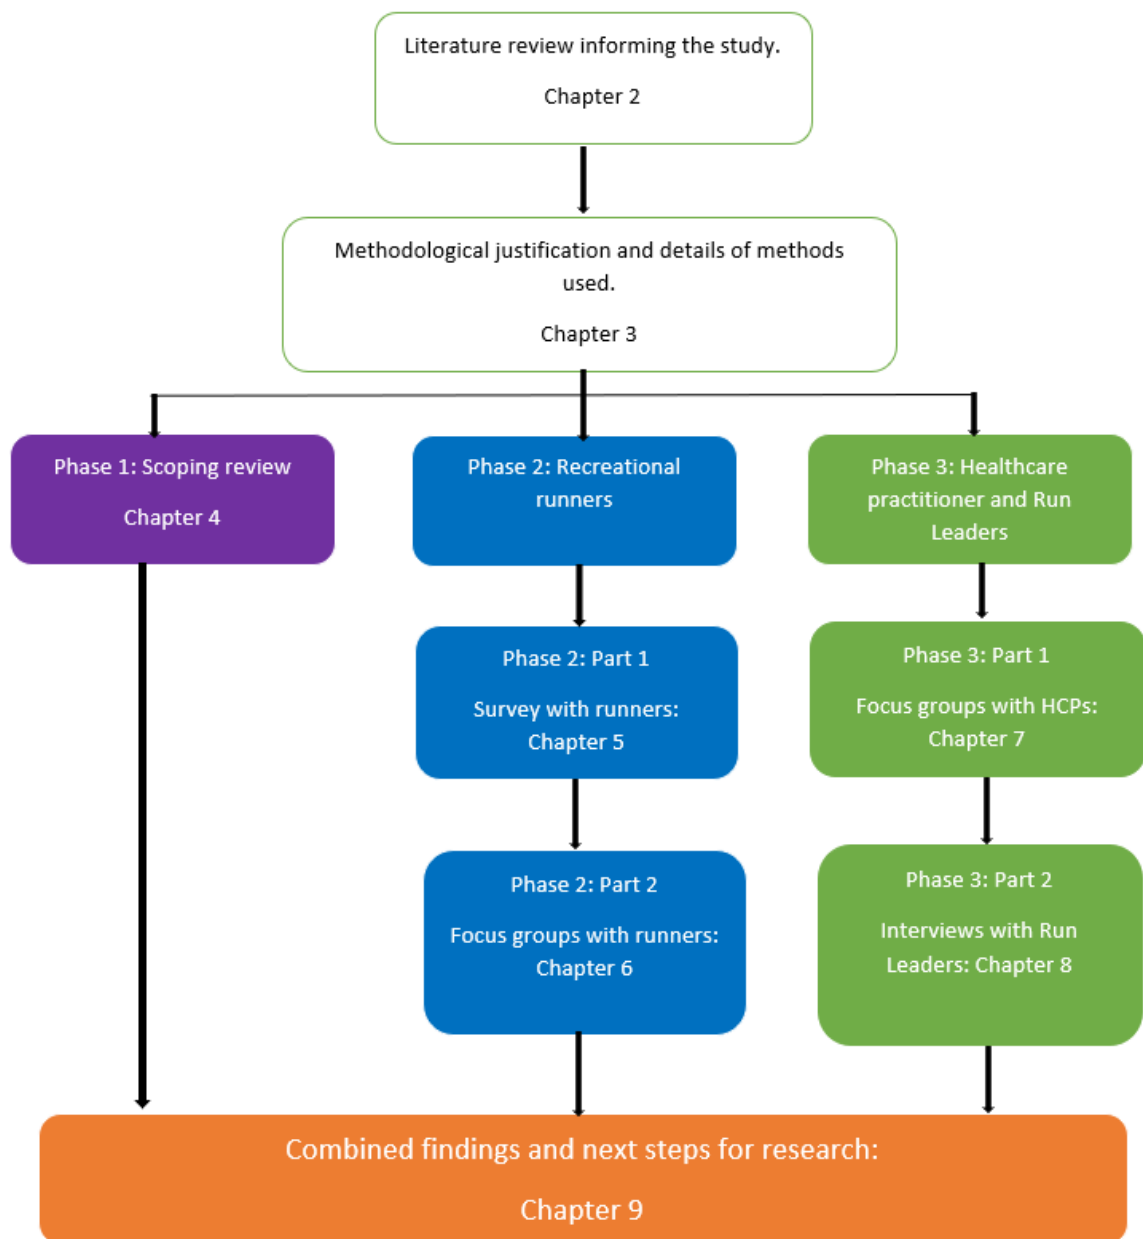 Literature review informing the study.
Chapter 2
Methodological justification and details of methods
used.
Chapter 3
Phase 1: Scoping review
Chapter 4
Phase 2: Recreational
runners
Phase 3: Healthcare
practitioner and Run
Leaders
Phase 2: Part 1
Survey with runners:
Chapter 5
Phase 3: Part 1
Focus groups with HCPs:
Chapter 7
Phase 2: Part 2
Focus groups with runners:
Chapter 6
Phase 3: Part 2
Interviews with Run
Leaders: Chapter 8
Combined findings and next steps for research:
Chapter 9